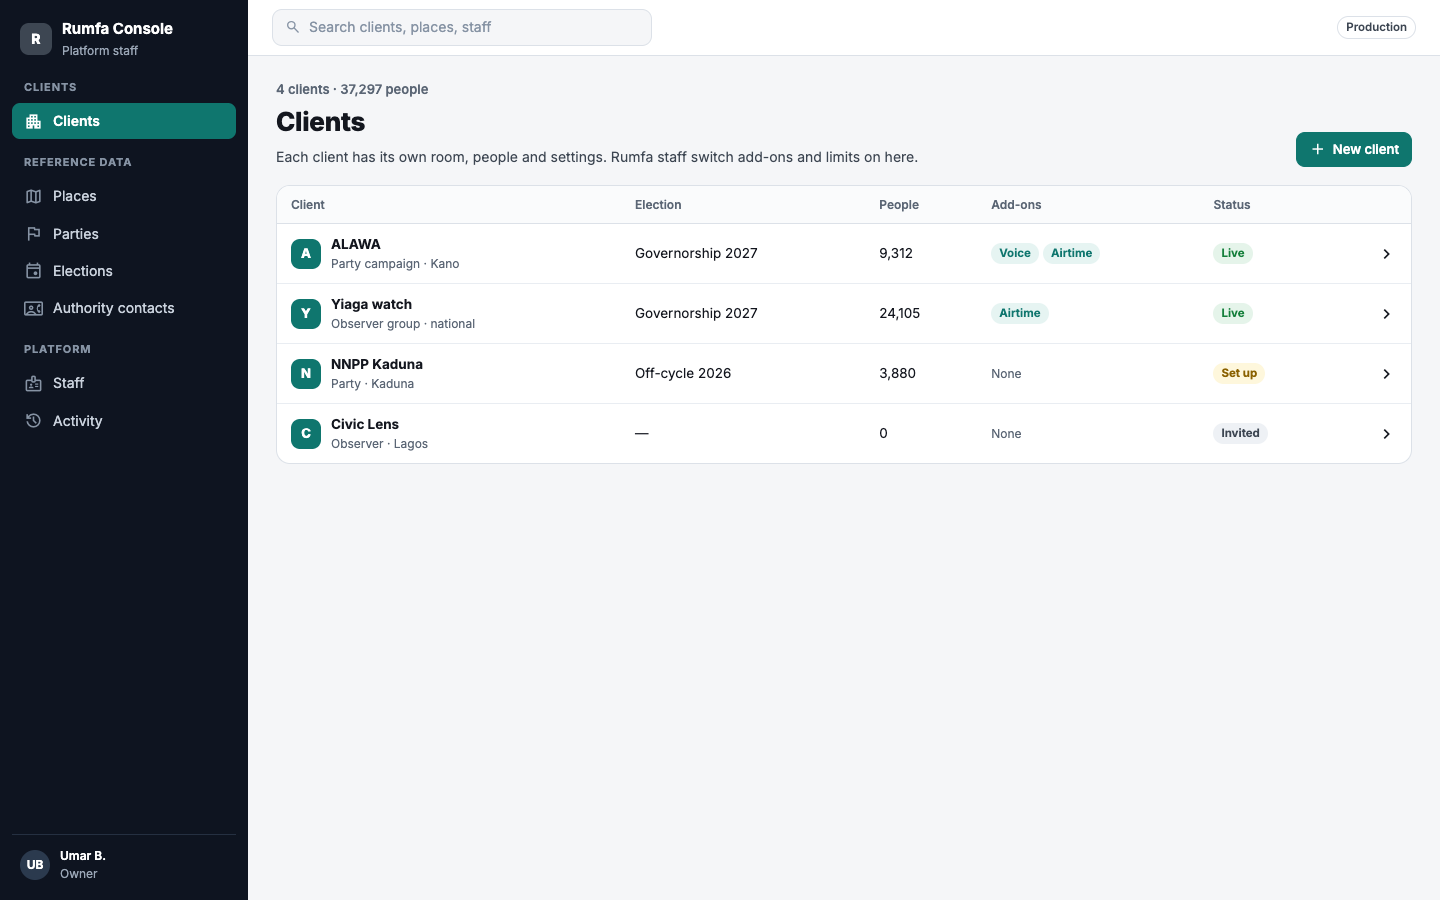 R
Rumfa Console
Platform staff
CLIENTS
Clients
REFERENCE DATA
Places
Parties
Elections
Authority contacts
PLATFORM
Staff
Activity
UB
Umar B.
Owner
Search clients, places, staff
Production
4 clients · 37,297 people
Clients
Each client has its own room, people and settings. Rumfa staff switch add-ons and limits on here.
New client
Client Election People Add-ons Status
A ALAWA Governorship 2027 9,312 Voice Airtime Live
Party campaign · Kano
Y Yiaga watch Governorship 2027 24,105 Airtime Live
Observer group · national
N NNPP Kaduna Off-cycle 2026 3,880 None Set up
Party · Kaduna
C Civic Lens — 0 None Invited
Observer · Lagos